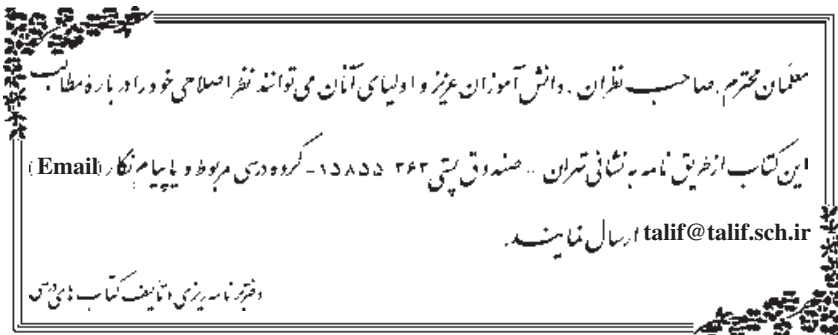 معلمان محترم، صاحب نظران، دانش آموزان عزیز و اولیای آنان می توانند نظر اصلاحی خود را دربارهٔ مطالب
این کتاب از طریق نامه به نشانی تهران - صندوق پستی ۳۶۳ ۱۵۸۵۵ - گروه درسی مربوط و یا پیام نگار (Email)
talif@talif.sch.ir ارسال نمایند.
دفتر برنامه ریزی و تألیف کتاب های درسی